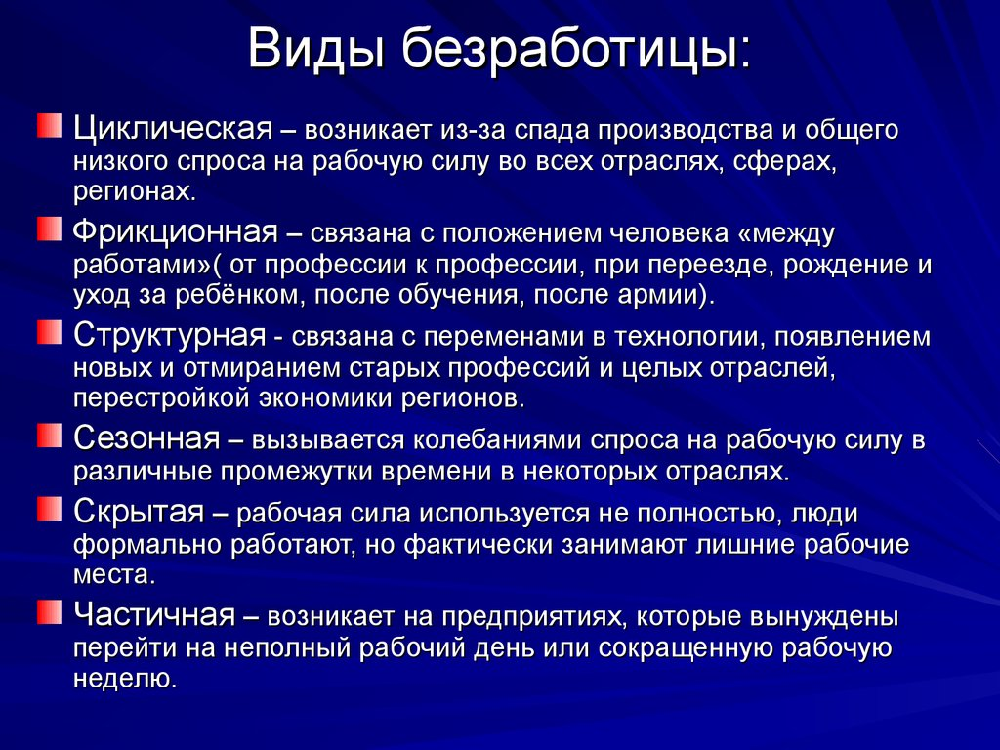 Виды безработицы:
Циклическая – возникает из-за спада производства и общего
низкого спроса на рабочую силу во всех отраслях, сферах,
регионах.
Фрикционная – связана с положением человека «между
работами»( от профессии к профессии, при переезде, рождение и
уход за ребёнком, после обучения, после армии).
Структурная - связана с переменами в технологии, появлением
новых и отмиранием старых профессий и целых отраслей,
перестройкой экономики регионов.
Сезонная – вызывается колебаниями спроса на рабочую силу в
различные промежутки времени в некоторых отраслях.
Скрытая – рабочая сила используется не полностью, люди
формально работают, но фактически занимают лишние рабочие
места.
Частичная – возникает на предприятиях, которые вынуждены
перейти на неполный рабочий день или сокращенную рабочую
неделю.